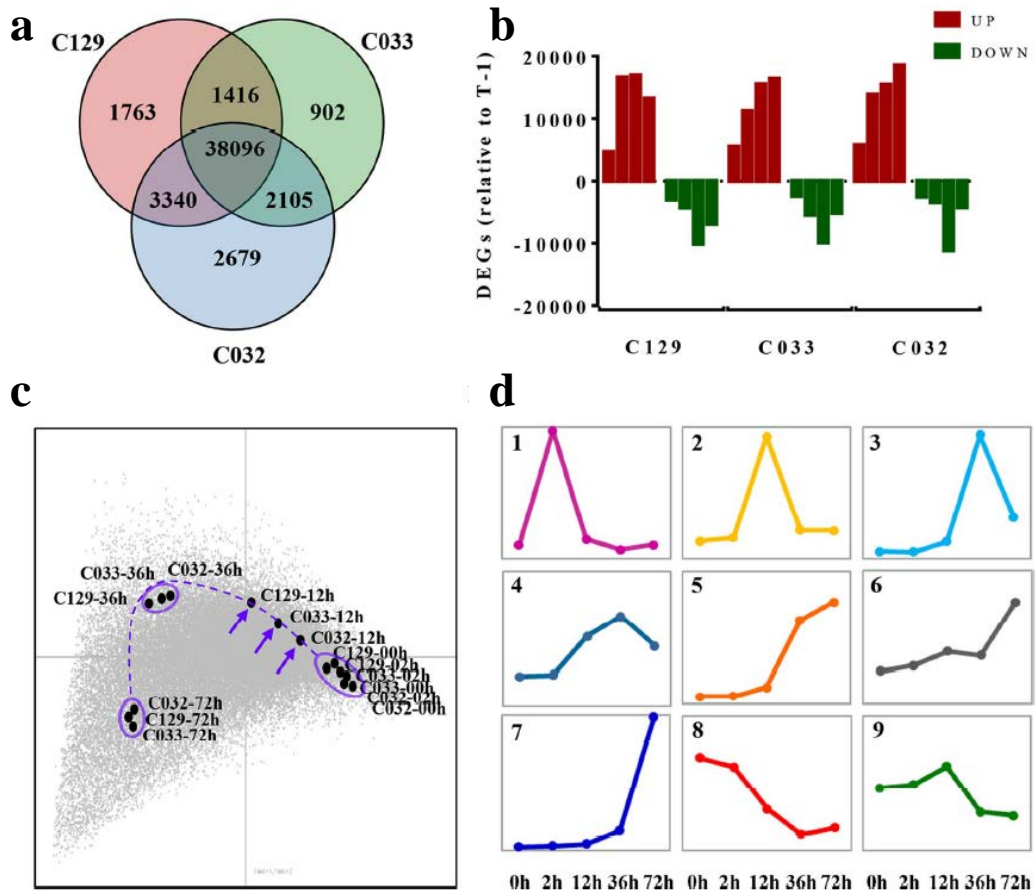 a
C129
C033
1763
1416
902
38096
3340
2105
2679
C032
b
UP
DOWN
DEGs (relative to T-1)
20000
10000
0
-10000
-20000
C129 C033 C032
c
C033-36h
C032-36h
C129-36h
C129-12h
C033-12h
C032-12h
C129-00h
C129-02h
C033-02h
C033-00h
C032-02h
C032-00h
C032-72h
C129-72h
C033-72h
d
1 2 3
4 5 6
7 8 9
0h 2h 12h 36h 72h 0h 2h 12h 36h 72h 0h 2h 12h 36h 72h